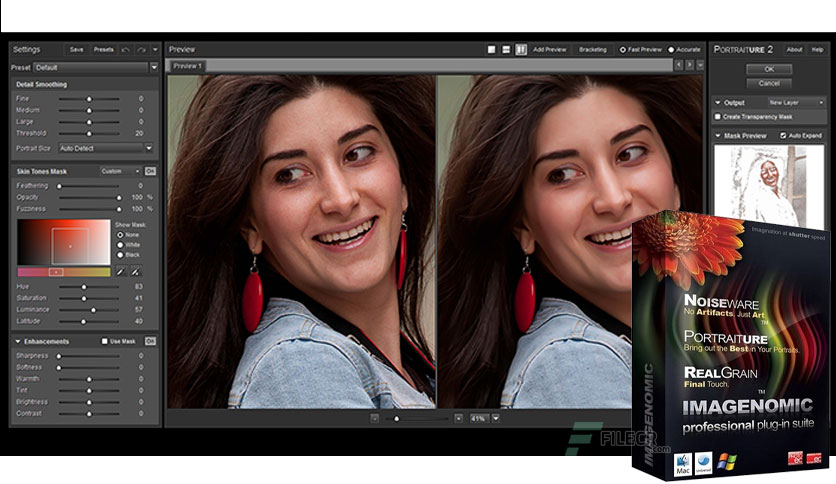 Settings Save Presets
Preset Default
Detail Smoothing
Fine 0
Medium 0
Large 0
Threshold 20
Portrait Size Auto Detect
Skin Tones Mask Custom On
Feathering 0
Opacity 100 %
Fuzziness 100 %
Show Mask:
None
White
Black
Hue 83
Saturation 41
Luminance 57
Latitude 40
Enhancements Use Mask On
Sharpness 0
Softness 0
Warmth 0
Tint 0
Brightness 0
Contrast 0
Preview Add Preview Bracketing Fast Preview Accurate
Preview 1
41%
PORTRAITURE 2 About Help
OK
Cancel
Output New Layer
Create Transparency Mask
Mask Preview Auto Expand
Imagination at shutter speed
NOISEWARE
No Artifacts, Just Art
TM
PORTRAITURE
Bring out the Best in Your Portraits.
REALGRAIN
Final Touch.
TM
IMAGENOMIC
professional plug-in suite
IMAGENOMIC
Mac
Universal
FILECR
.com